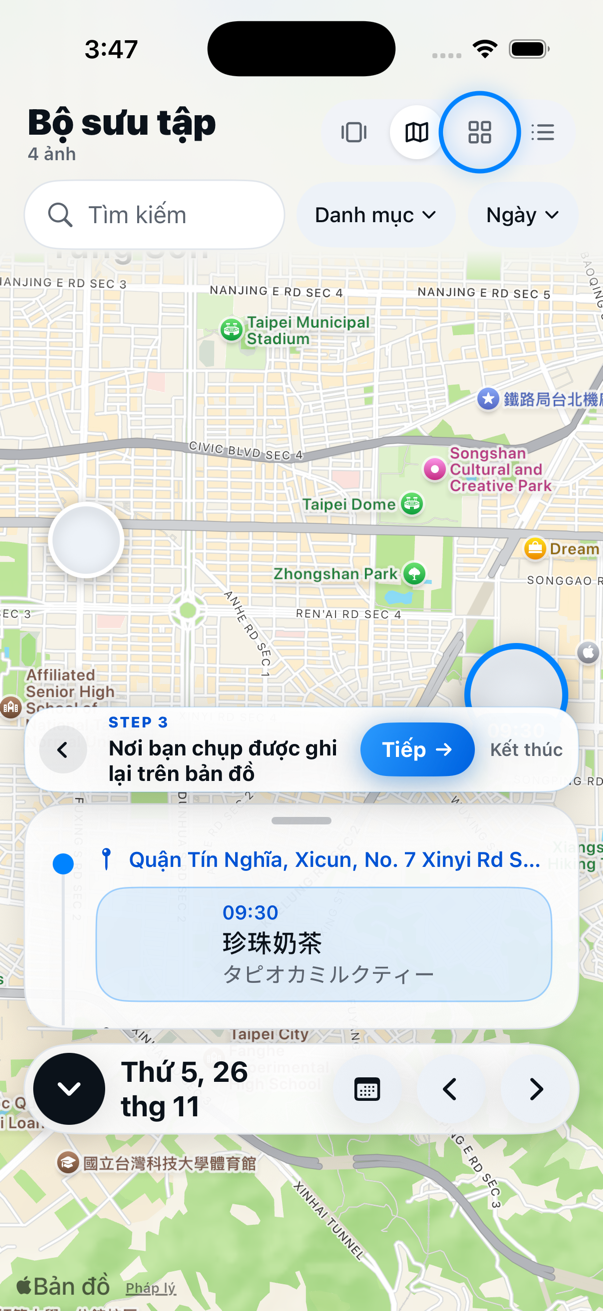 3:47
Bộ sưu tập
4 ảnh
Tìm kiếm
Danh mục
Ngày
NANJING E RD SEC 3
NANJING E RD SEC 4
NANJING E RD SEC 5
Taipei Municipal
Stadium
CIVIC BLVD SEC 4
Songshan
Cultural and
Creative Park
Taipei Dome
Dream
Zhongshan Park
SONGGAO R
SEC 3
ANHE RD SEC 1
REN'AI RD SEC 4
Affiliated
Senior High
School of
STEP 3
Nơi bạn chụp được ghi
lại trên bản đồ
Tiếp →
Kết thúc
Quận Tín Nghĩa, Xicun, No. 7 Xinyi Rd S...
09:30
珍珠奶茶
タピオカミルクティー
Taipei City
Thứ 5, 26
thg 11
國立台灣科技大學體育館
XINHAI TUNNEL
Bản đồ
Pháp lý